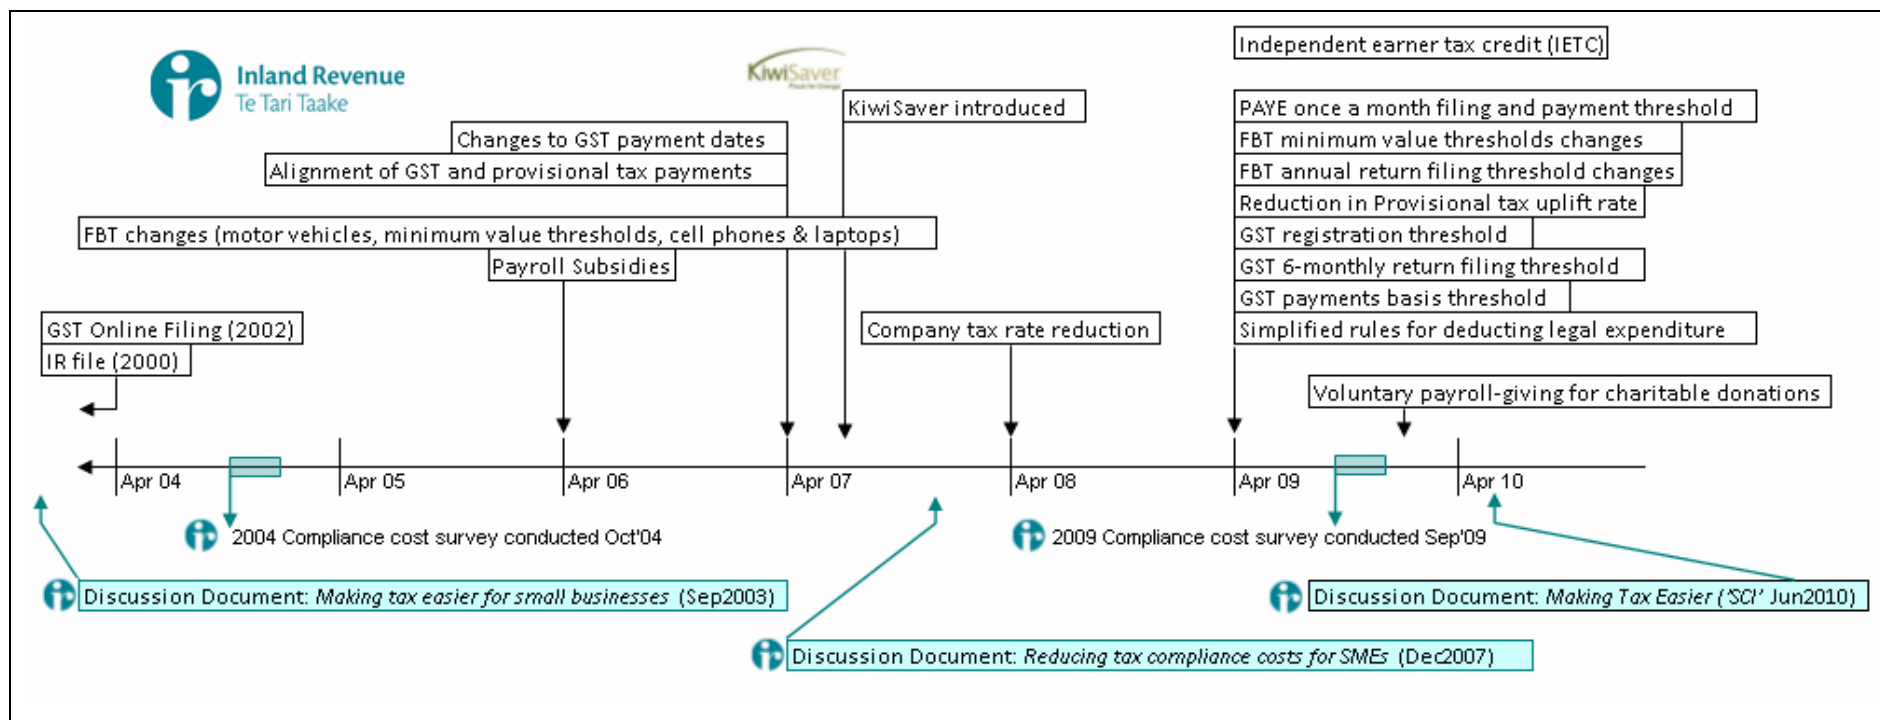 Independent earner tax credit (IETC)
Inland Revenue
Te Tari Taake
KiwiSaver
KiwiSaver introduced
PAYE once a month filing and payment threshold
Changes to GST payment dates
FBT minimum value thresholds changes
Alignment of GST and provisional tax payments
FBT annual return filing threshold changes
Reduction in Provisional tax uplift rate
FBT changes (motor vehicles, minimum value thresholds, cell phones & laptops)
GST registration threshold
Payroll Subsidies
GST 6-monthly return filing threshold
GST payments basis threshold
GST Online Filing (2002)
Company tax rate reduction
Simplified rules for deducting legal expenditure
IR file (2000)
Voluntary payroll-giving for charitable donations
Apr 04
Apr 05
Apr 06
Apr 07
Apr 08
Apr 09
Apr 10
2004 Compliance cost survey conducted Oct'04
2009 Compliance cost survey conducted Sep'09
Discussion Document: Making tax easier for small businesses (Sep2003)
Discussion Document: Making Tax Easier ('SCI' Jun2010)
Discussion Document: Reducing tax compliance costs for SMEs (Dec2007)